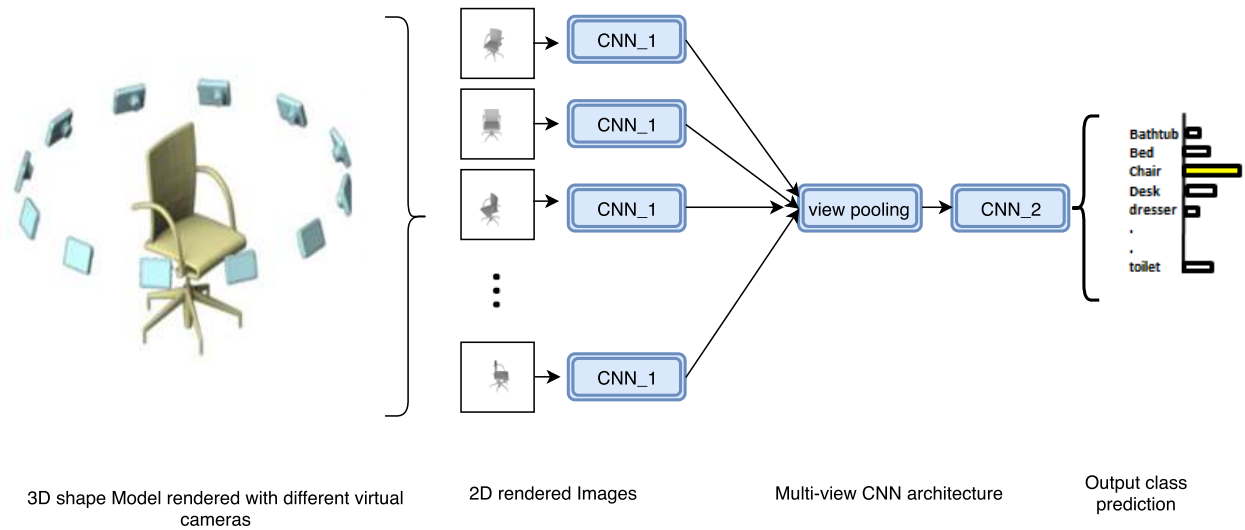 CNN_1
CNN_1
CNN_1
CNN_1
view pooling
CNN_2
Bathtub
Bed
Chair
Desk
dresser
.
.
toilet
3D shape Model rendered with different virtual
cameras
2D rendered Images
Multi-view CNN architecture
Output class
prediction